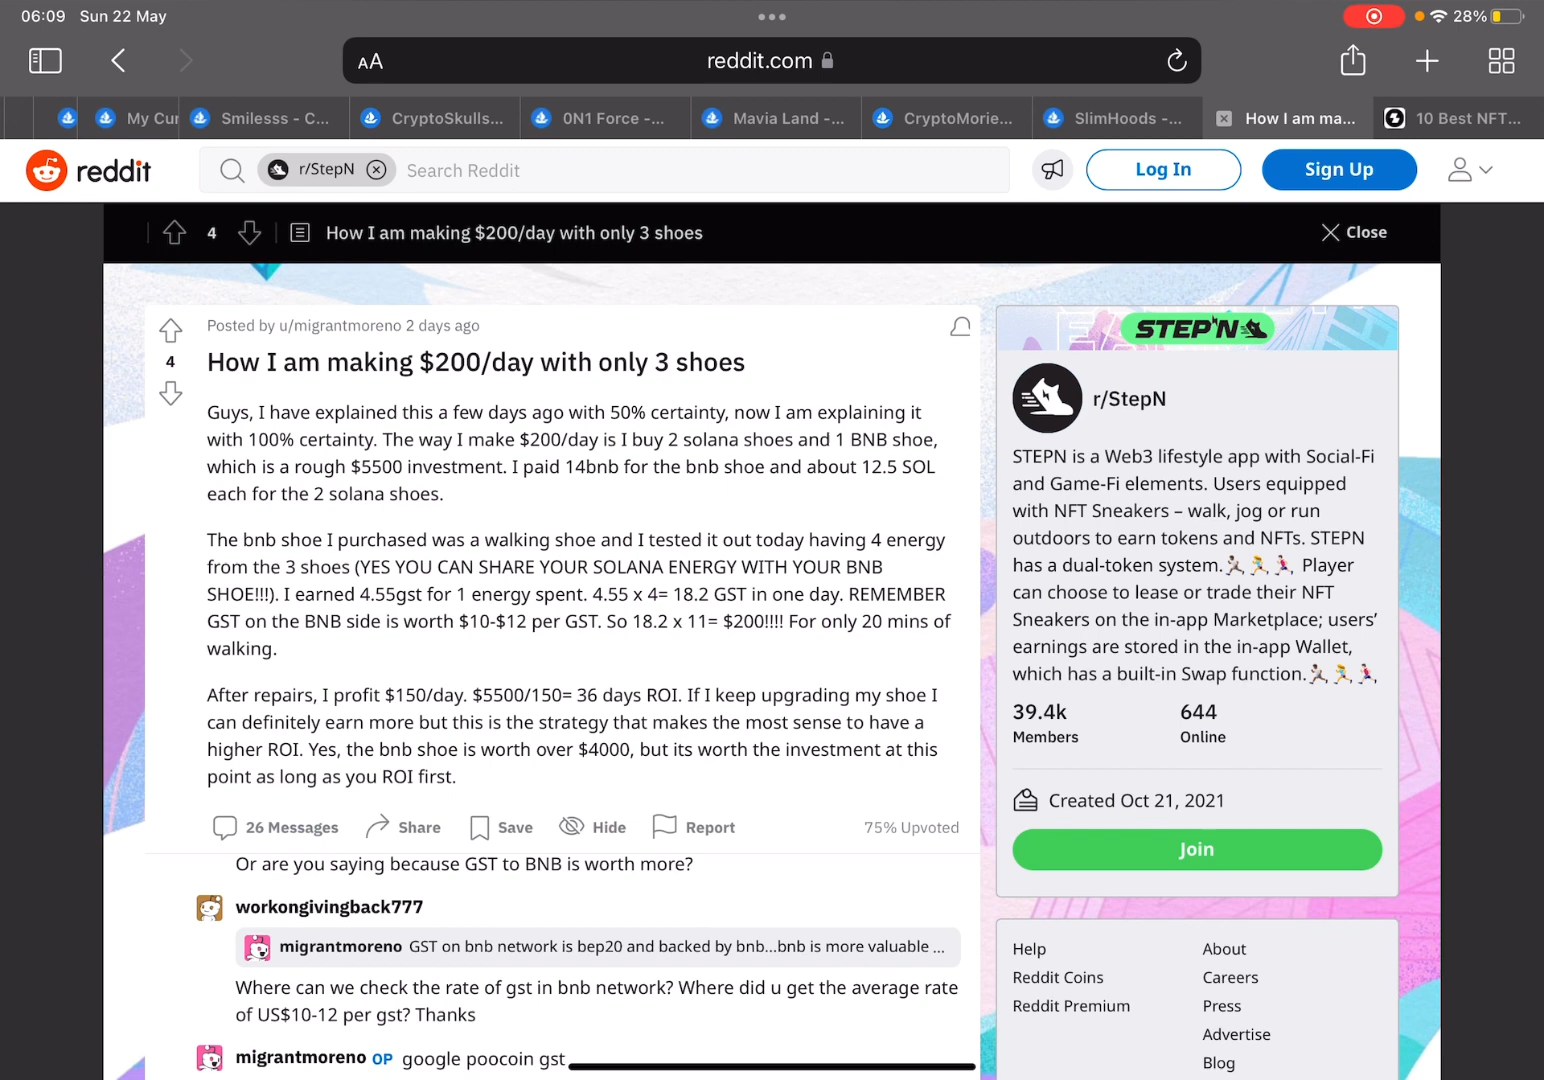 06:09 Sun 22 May
28%
AA
reddit.com
My Cur
Smilesss - C...
CryptoSkulls...
0N1 Force -...
Mavia Land -...
CryptoMorie...
SlimHoods -...
How I am ma...
10 Best NFT...
reddit
r/StepN
Search Reddit
Log In
Sign Up
4
How I am making $200/day with only 3 shoes
Close
Posted by u/migrantmoreno 2 days ago
4
How I am making $200/day with only 3 shoes
Guys, I have explained this a few days ago with 50% certainty, now I am explaining it
with 100% certainty. The way I make $200/day is I buy 2 solana shoes and 1 BNB shoe,
which is a rough $5500 investment. I paid 14bnb for the bnb shoe and about 12.5 SOL
each for the 2 solana shoes.
The bnb shoe I purchased was a walking shoe and I tested it out today having 4 energy
from the 3 shoes (YES YOU CAN SHARE YOUR SOLANA ENERGY WITH YOUR BNB
SHOE!!!). I earned 4.55gst for 1 energy spent. 4.55 x 4= 18.2 GST in one day. REMEMBER
GST on the BNB side is worth $10-$12 per GST. So 18.2 x 11= $200!!!! For only 20 mins of
walking.
After repairs, I profit $150/day. $5500/150= 36 days ROI. If I keep upgrading my shoe I
can definitely earn more but this is the strategy that makes the most sense to have a
higher ROI. Yes, the bnb shoe is worth over $4000, but its worth the investment at this
point as long as you ROI first.
26 Messages
Share
Save
Hide
Report
75% Upvoted
Or are you saying because GST to BNB is worth more?
workongivingback777
migrantmoreno GST on bnb network is bep20 and backed by bnb...bnb is more valuable ...
Where can we check the rate of gst in bnb network? Where did u get the average rate
of US$10-12 per gst? Thanks
migrantmoreno OP google poocoin gst
STEP'N
r/StepN
STEPN is a Web3 lifestyle app with Social-Fi
and Game-Fi elements. Users equipped
with NFT Sneakers – walk, jog or run
outdoors to earn tokens and NFTs. STEPN
has a dual-token system. Player
can choose to lease or trade their NFT
Sneakers on the in-app Marketplace; users’
earnings are stored in the in-app Wallet,
which has a built-in Swap function.
39.4k
Members
644
Online
Created Oct 21, 2021
Join
Help
Reddit Coins
Reddit Premium
About
Careers
Press
Advertise
Blog